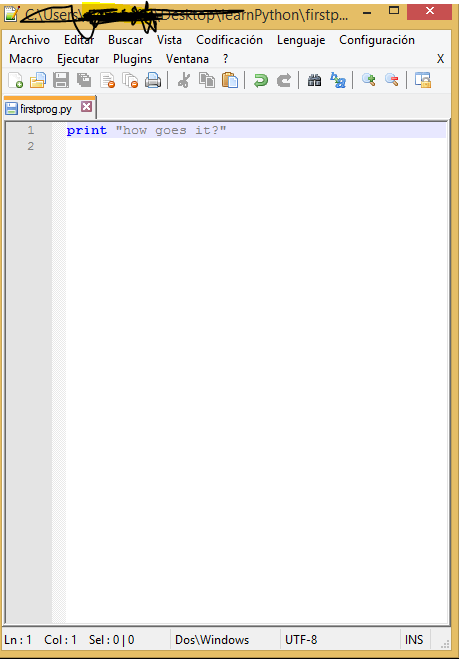 C:\Users\ \Desktop\learnPython\firstp...
Archivo Editar Buscar Vista Codificación Lenguaje Configuración
Macro Ejecutar Plugins Ventana ? X
firstprog.py
1 print "how goes it?"
2
Ln : 1 Col : 1 Sel : 0 | 0 Dos\Windows UTF-8 INS